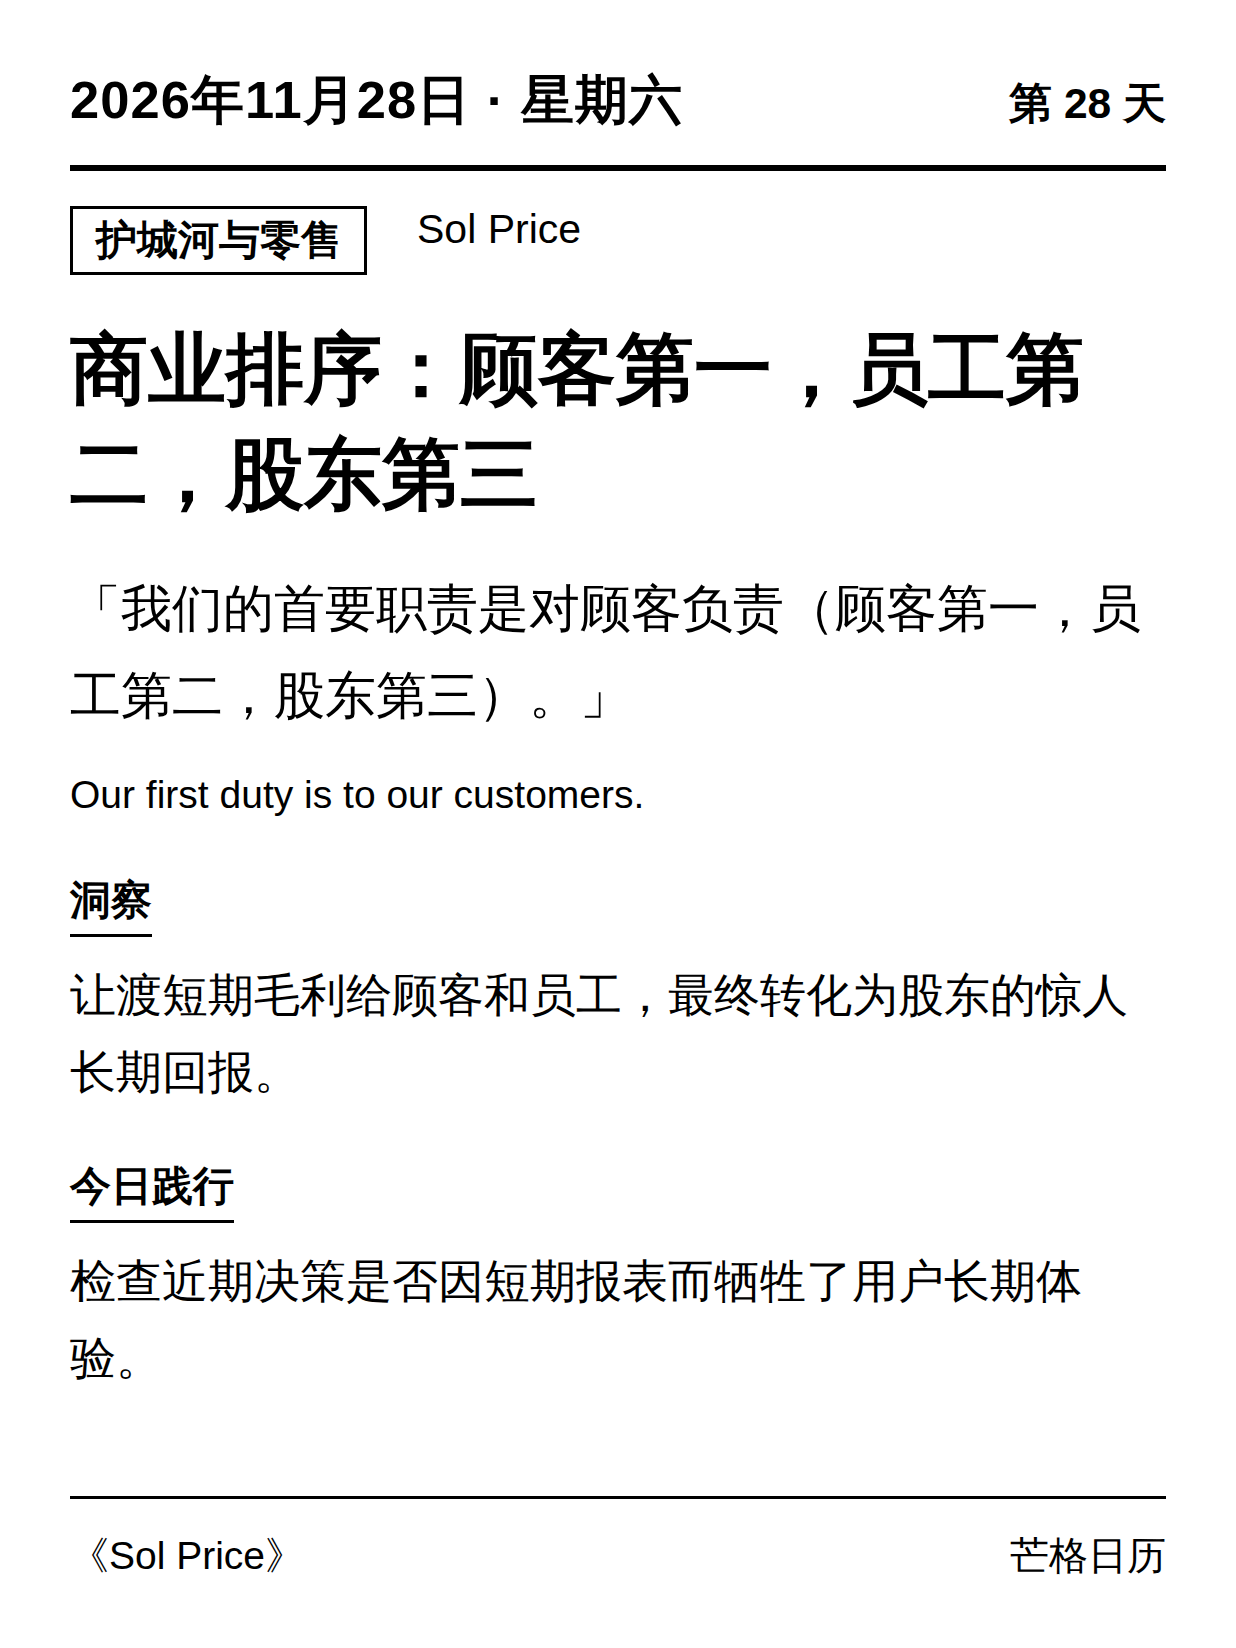 2026年11月28日 · 星期六
第 28 天
护城河与零售
Sol Price
商业排序：顾客第一，员工第
二，股东第三
「我们的首要职责是对顾客负责（顾客第一，员
工第二，股东第三）。」
Our first duty is to our customers.
洞察
让渡短期毛利给顾客和员工，最终转化为股东的惊人
长期回报。
今日践行
检查近期决策是否因短期报表而牺牲了用户长期体
验。
《Sol Price》
芒格日历